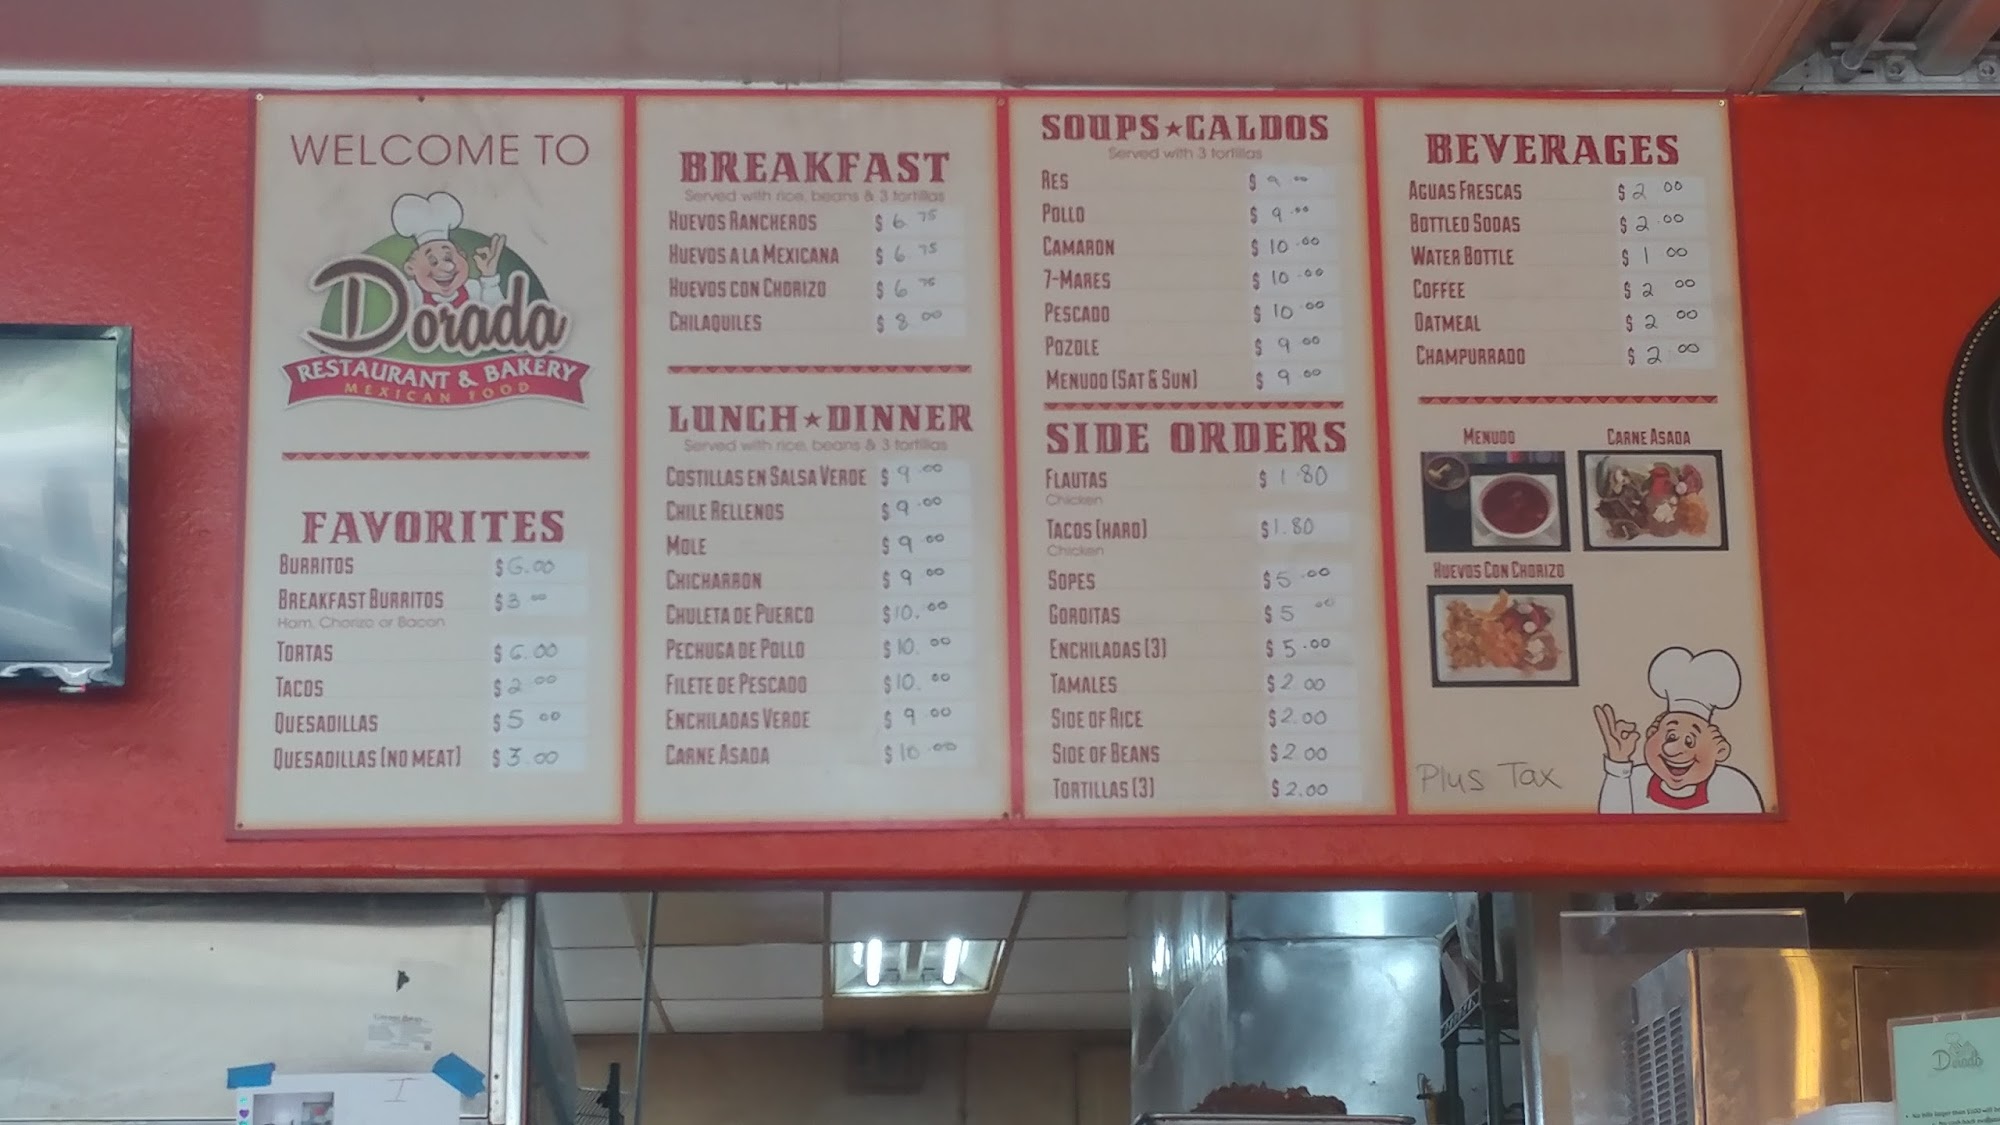 WELCOME TO
Dorada
RESTAURANT & BAKERY
MEXICAN FOOD
FAVORITES
BURRITOS $6.00
BREAKFAST BURRITOS $3.00
Ham, Chorizo or Bacon
TORTAS $6.00
TACOS $2.00
QUESADILLAS $5.00
QUESADILLAS (NO MEAT) $3.00
BREAKFAST
Served with rice, beans & 3 tortillas
HUEVOS RANCHEROS $6.75
HUEVOS A LA MEXICANA $6.75
HUEVOS CON CHORIZO $6.75
CHILAQUILES $8.00
LUNCH★DINNER
Served with rice, beans & 3 tortillas
COSTILLAS EN SALSA VERDE $9.00
CHILE RELLENOS $9.00
MOLE $9.00
CHICHARRON $9.00
CHULETA DE PUERCO $10.00
PECHUGA DE POLLO $10.00
FILETE DE PESCADO $10.00
ENCHILADAS VERDE $9.00
CARNE ASADA $10.00
SOUPS★CALDOS
Served with 3 tortillas
RES $9.00
POLLO $9.00
CAMARON $10.00
7-MARES $10.00
PESCADO $10.00
POZOLE $9.00
MENUDO (SAT & SUN) $9.00
SIDE ORDERS
FLAUTAS $1.80
Chicken
TACOS (HARD) $1.80
Chicken
SOPES $5.00
GORDITAS $5.00
ENCHILADAS (3) $5.00
TAMALES $2.00
SIDE OF RICE $2.00
SIDE OF BEANS $2.00
TORTILLAS (3) $2.00
BEVERAGES
AGUAS FRESCAS $2.00
BOTTLED SODAS $2.00
WATER BOTTLE $1.00
COFFEE $2.00
OATMEAL $2.00
CHAMPURRADO $2.00
MENUDO CARNE ASADA
HUEVOS CON CHORIZO
Plus Tax
Dorada